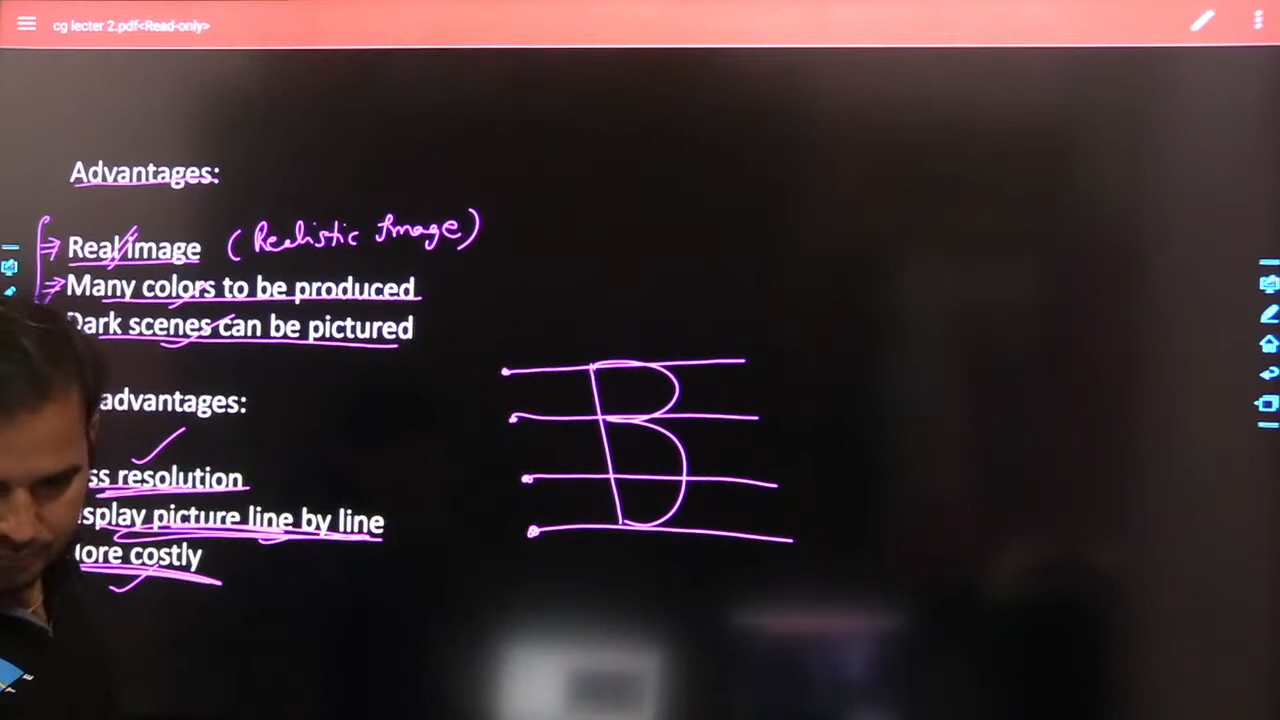 cg lecter 2.pdf<Read-only>
Advantages:
Real image (Realistic Image)
Many colors to be produced
Dark scenes can be pictured
advantages:
ss resolution
splay picture line by line
ore costly
B